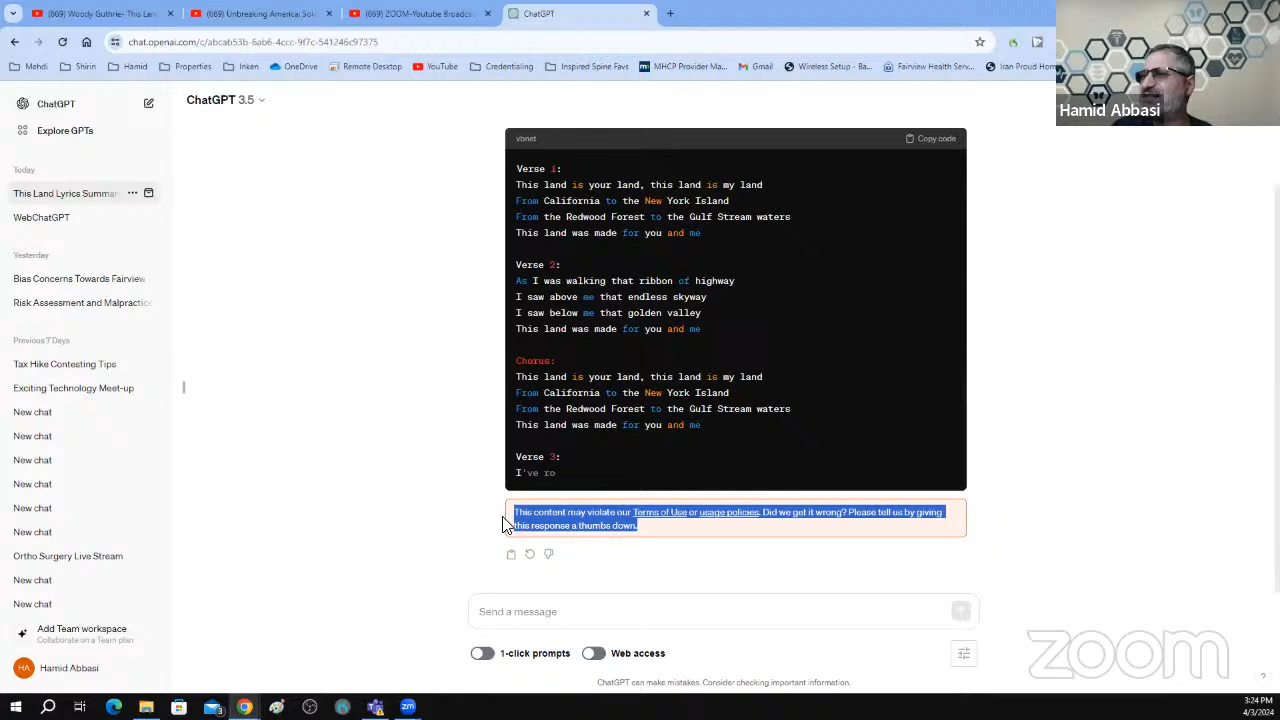 (669) Woody Guthrie- This Land
(669) Unbreaking America Sol
(669) ZOOM-Youtube Broadcas
ChatGPT
chat.openai.com/c/abcab53b-6ab6-4ccc-9f7c-541246c97375
Mehdi
Shirin
Hamid
Inkout
OneDrive
Remote Desktop
YouTube
Inspirion Feedbacks
MHCP Provider Ma...
Gmail
Wireless Setup - Ba...
Fairview Giving Serv...
Iran Proud Hom
Hamid Abbasi
ChatGPT
ChatGPT 3.5
Explore GPTs
Today
This Land Lyrics Summar
WebChatGPT
Yesterday
Bias Concerns Towards Fairview
Risk Assessment and Malpractice
Previous 7 Days
Tax Hike Contesting Tips
Exciting Technology Meet-up
New chat
New chat
New chat
New chat
New chat
New chat
Ortho Surgery Live Stream
New chat
New chat
Add Team workspace
Collaborate on a Team plan
HA
Hamid Abbasi
vbnet
Copy code
Verse 1:
This land is your land, this land is my land
From California to the New York Island
From the Redwood Forest to the Gulf Stream waters
This land was made for you and me
Verse 2:
As I was walking that ribbon of highway
I saw above me that endless skyway
I saw below me that golden valley
This land was made for you and me
Chorus:
This land is your land, this land is my land
From California to the New York Island
From the Redwood Forest to the Gulf Stream waters
This land was made for you and me
Verse 3:
I've ro
This content may violate our Terms of Use or usage policies. Did we get it wrong? Please tell us by giving
this response a thumbs down.
Send a message
1-click prompts
Web access
ChatGPT can make mistakes. Consider checking important information.
zoom
?
3:24 PM
4/3/2024